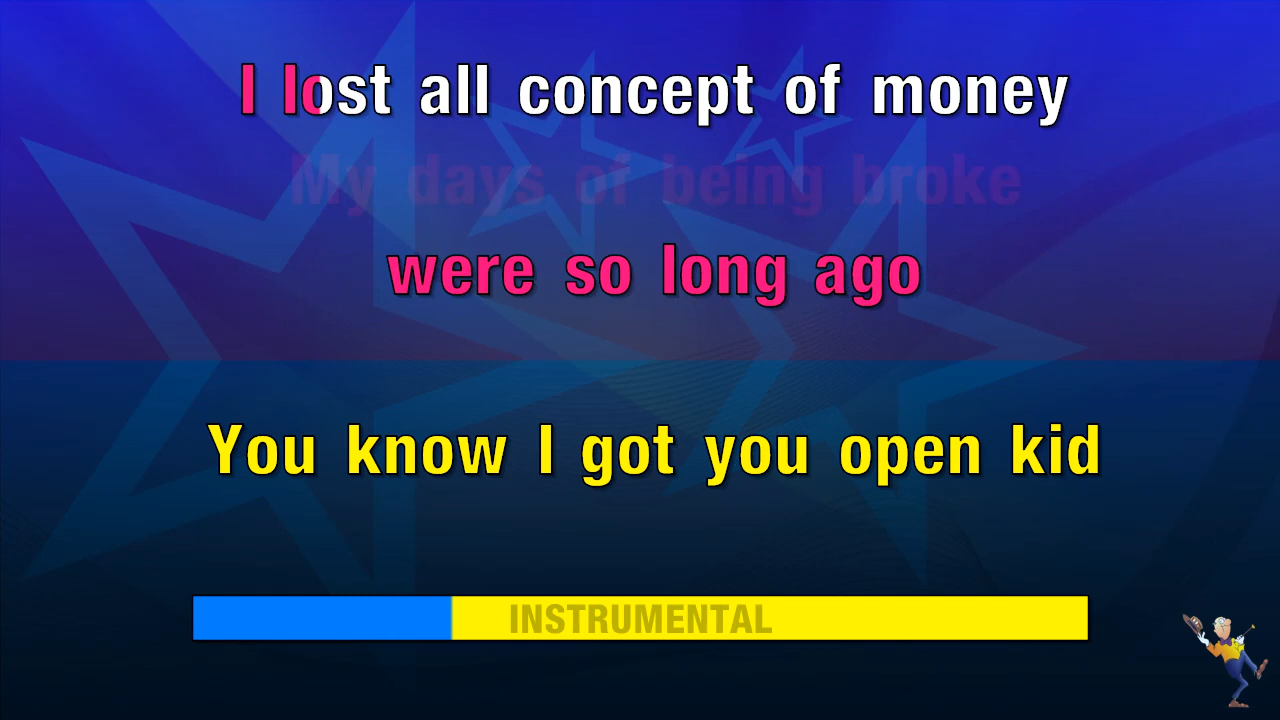 I lost all concept of money
My days of being broke
were so long ago
You know I got you open kid
INSTRUMENTAL